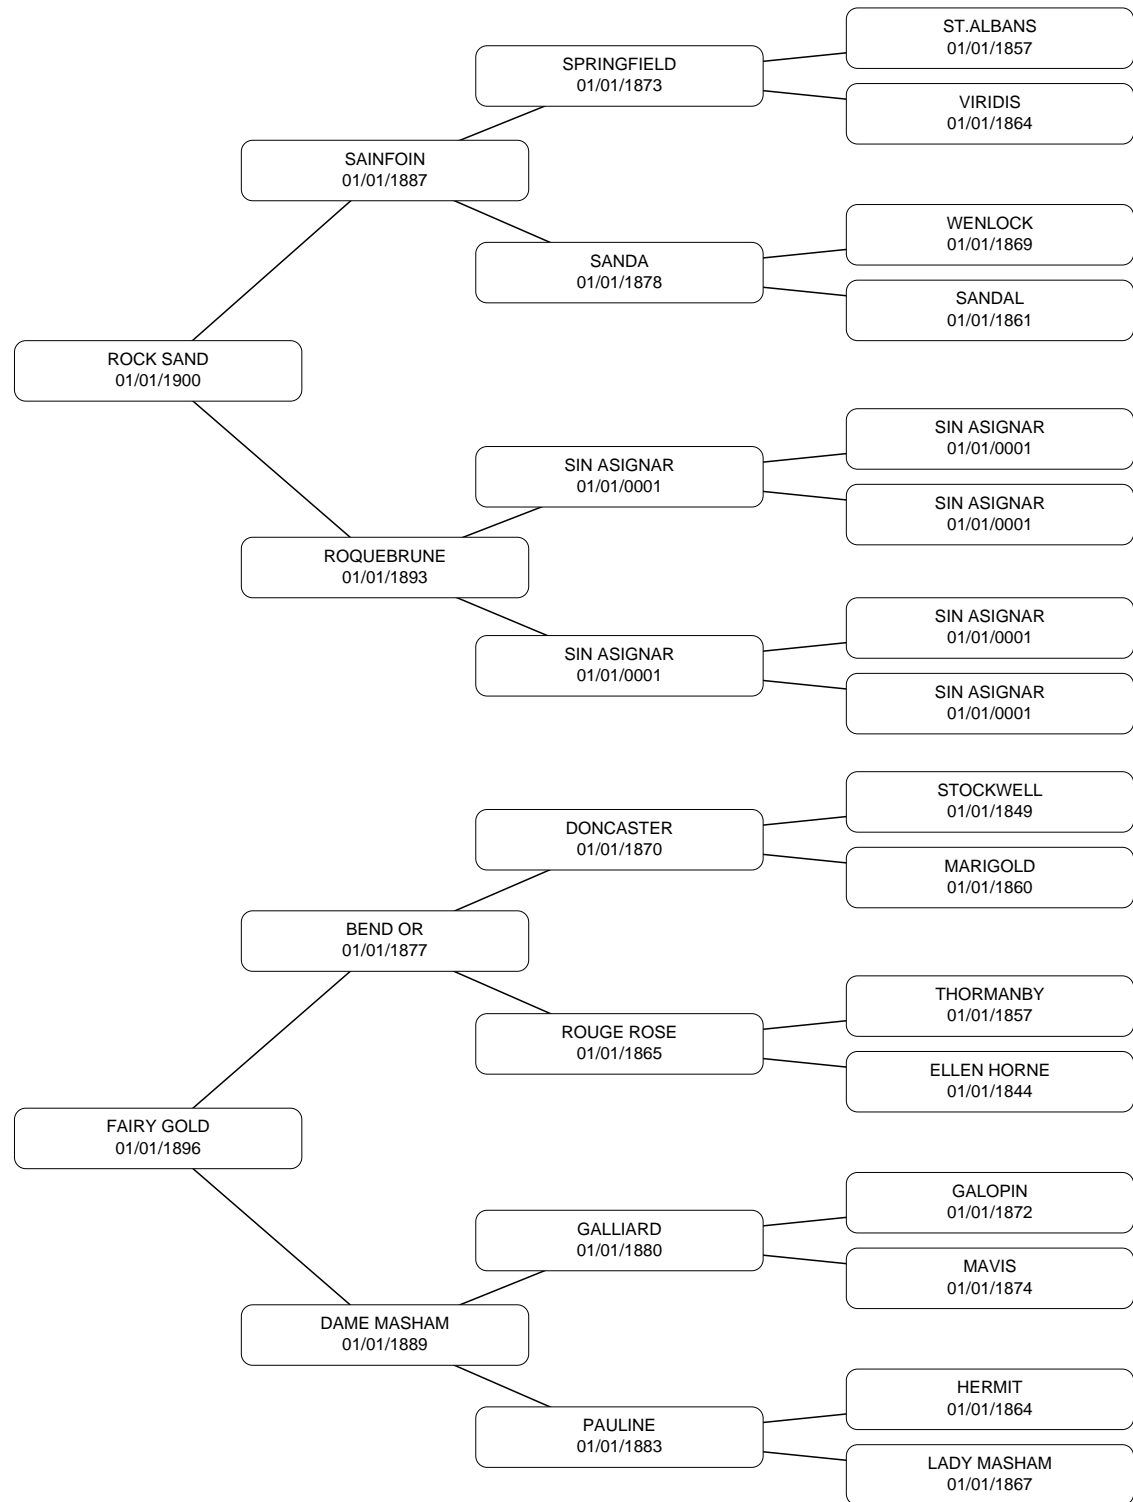 ST.ALBANS
01/01/1857
SPRINGFIELD
01/01/1873
VIRIDIS
01/01/1864
SAINFOIN
01/01/1887
WENLOCK
01/01/1869
SANDA
01/01/1878
SANDAL
01/01/1861
ROCK SAND
01/01/1900
SIN ASIGNAR
01/01/0001
SIN ASIGNAR
01/01/0001
SIN ASIGNAR
01/01/0001
ROQUEBRUNE
01/01/1893
SIN ASIGNAR
01/01/0001
SIN ASIGNAR
01/01/0001
SIN ASIGNAR
01/01/0001
STOCKWELL
01/01/1849
DONCASTER
01/01/1870
MARIGOLD
01/01/1860
BEND OR
01/01/1877
THORMANBY
01/01/1857
ROUGE ROSE
01/01/1865
ELLEN HORNE
01/01/1844
FAIRY GOLD
01/01/1896
GALOPIN
01/01/1872
GALLIARD
01/01/1880
MAVIS
01/01/1874
DAME MASHAM
01/01/1889
HERMIT
01/01/1864
PAULINE
01/01/1883
LADY MASHAM
01/01/1867